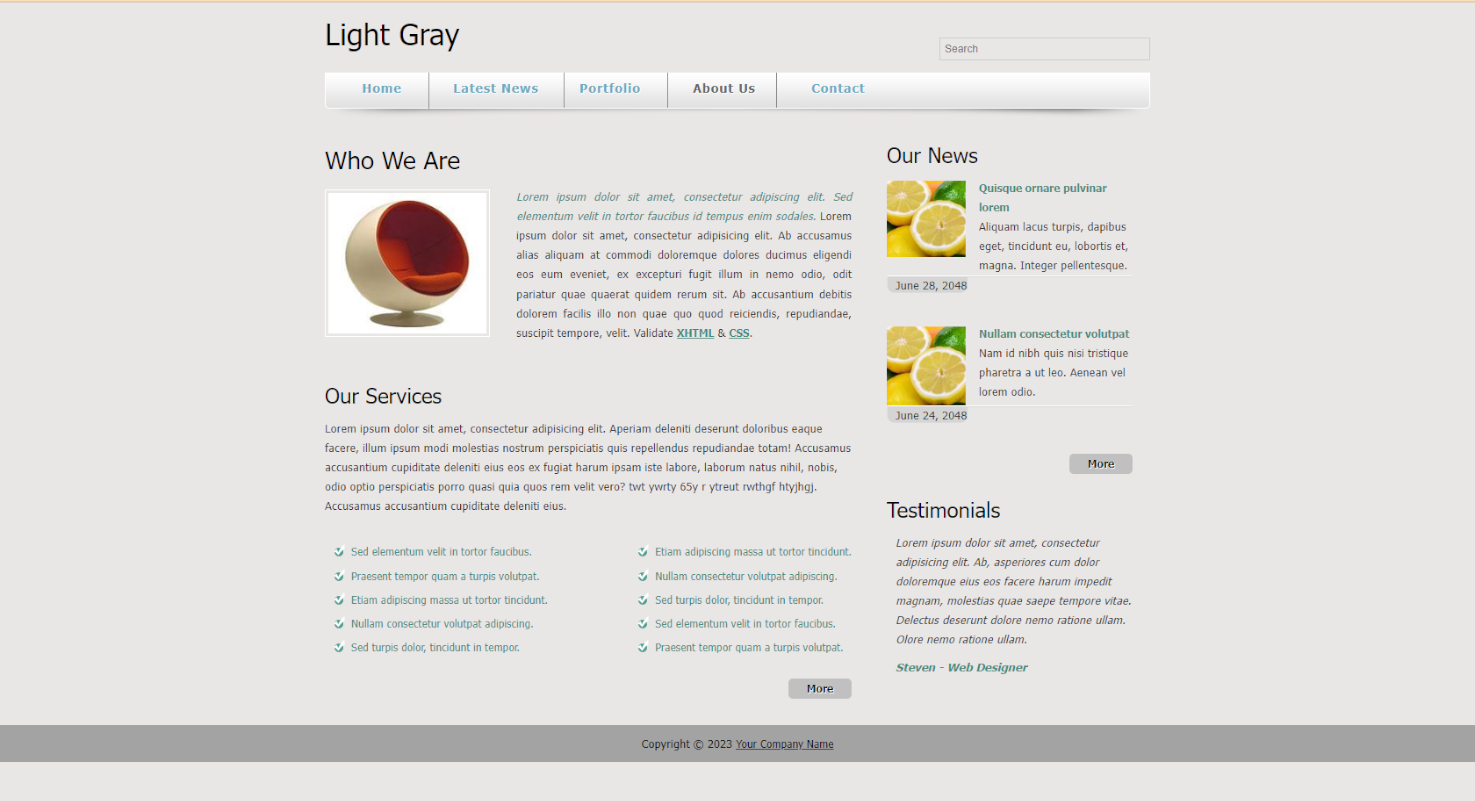 Light Gray
Search
Home
Latest News
Portfolio
About Us
Contact
Who We Are
Lorem ipsum dolor sit amet, consectetur adipiscing elit. Sed
elementum velit in tortor faucibus id tempus enim sodales. Lorem
ipsum dolor sit amet, consectetur adipisicing elit. Ab accusamus
alias aliquam at commodi doloremque dolores ducimus eligendi
eos eum eveniet, ex excepturi fugit illum in nemo odio, odit
pariatur quae quaerat quidem rerum sit. Ab accusantium debitis
dolorem facilis illo non quae quo quod reiciendis, repudiandae,
suscipit tempore, velit. Validate XHTML & CSS.
Our Services
Lorem ipsum dolor sit amet, consectetur adipisicing elit. Aperiam deleniti deserunt doloribus eaque
facere, illum ipsum modi molestias nostrum perspiciatis quis repellendus repudiandae totam! Accusamus
accusantium cupiditate deleniti eius eos ex fugiat harum ipsam iste labore, laborum natus nihil, nobis,
odio optio perspiciatis porro quasi quia quos rem velit vero? twt ywrty 65y r ytreut rwthgf htyjhgj.
Accusamus accusantium cupiditate deleniti eius.
Sed elementum velit in tortor faucibus.
Praesent tempor quam a turpis volutpat.
Etiam adipiscing massa ut tortor tincidunt.
Nullam consectetur volutpat adipiscing.
Sed turpis dolor, tincidunt in tempor.
Etiam adipiscing massa ut tortor tincidunt.
Nullam consectetur volutpat adipiscing.
Sed turpis dolor, tincidunt in tempor.
Sed elementum velit in tortor faucibus.
Praesent tempor quam a turpis volutpat.
More
Our News
Quisque ornare pulvinar
lorem
Aliquam lacus turpis, dapibus
eget, tincidunt eu, lobortis et,
magna. Integer pellentesque.
June 28, 2048
Nullam consectetur volutpat
Nam id nibh quis nisi tristique
pharetra a ut leo. Aenean vel
lorem odio.
June 24, 2048
More
Testimonials
Lorem ipsum dolor sit amet, consectetur
adipisicing elit. Ab, asperiores cum dolor
doloremque eius eos facere harum impedit
magnam, molestias quae saepe tempore vitae.
Delectus deserunt dolore nemo ratione ullam.
Olore nemo ratione ullam.
Steven - Web Designer
Copyright © 2023 Your Company Name